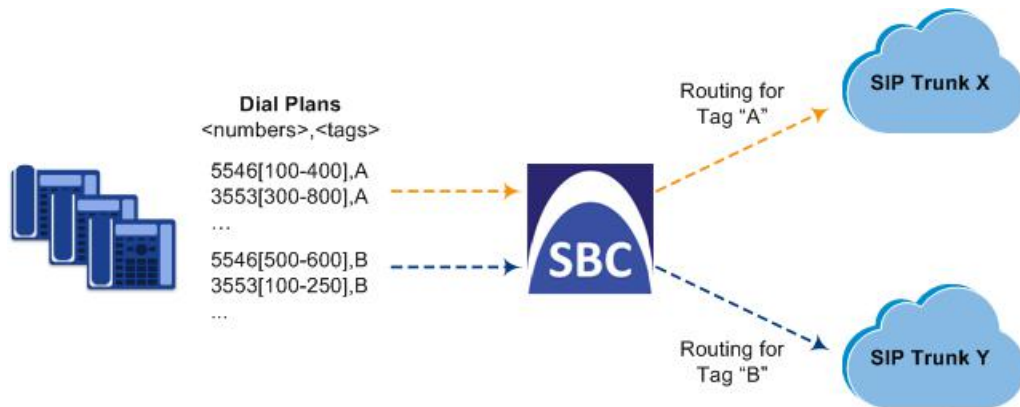 Dial Plans
<numbers>,<tags>
5546[100-400],A
3553[300-800],A
...
5546[500-600],B
3553[100-250],B
...
SBC
Routing for
Tag “A”
SIP Trunk X
Routing for
Tag “B”
SIP Trunk Y